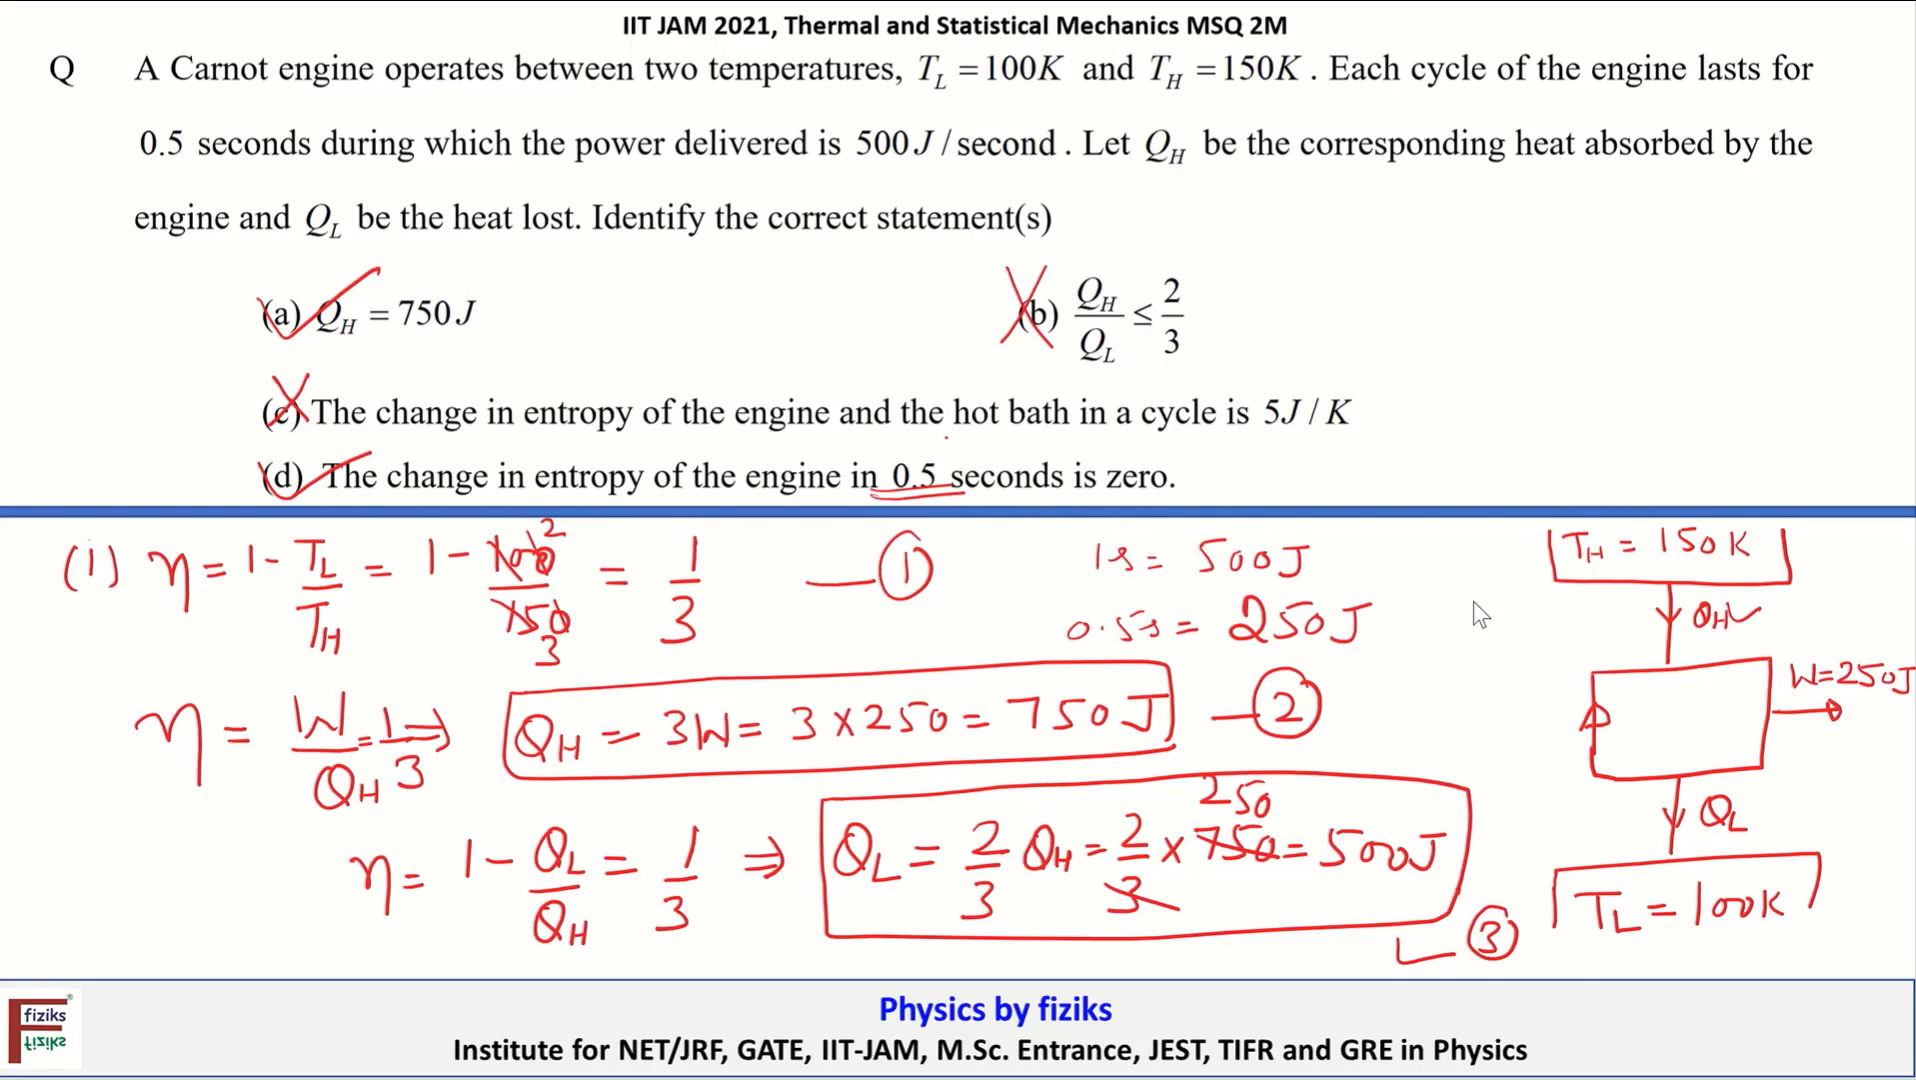 IIT JAM 2021, Thermal and Statistical Mechanics MSQ 2M
Q A Carnot engine operates between two temperatures, T_L = 100K and T_H = 150K . Each cycle of the engine lasts for
0.5 seconds during which the power delivered is 500 J / second . Let Q_H be the corresponding heat absorbed by the
engine and Q_L be the heat lost. Identify the correct statement(s)
(a) Q_H = 750 J (b) Q_H/Q_L ≤ 2/3
(c) The change in entropy of the engine and the hot bath in a cycle is 5J / K
(d) The change in entropy of the engine in 0.5 seconds is zero.
(1) η = 1 - T_L/T_H = 1 - 100/150 2/3 = 1/3 — ①
1s = 500J
0.5s = 250J
η = W/Q_H = 1/3 ⇒ Q_H = 3W = 3 × 250 = 750 J — ②
η = 1 - Q_L/Q_H = 1/3 ⇒ Q_L = 2/3 Q_H = 2/3 × 750 = 500J
250
③
T_H = 150K
Q_H
W=250J
Q_L
T_L = 100K
fiziks
Physics by fiziks
Institute for NET/JRF, GATE, IIT-JAM, M.Sc. Entrance, JEST, TIFR and GRE in Physics